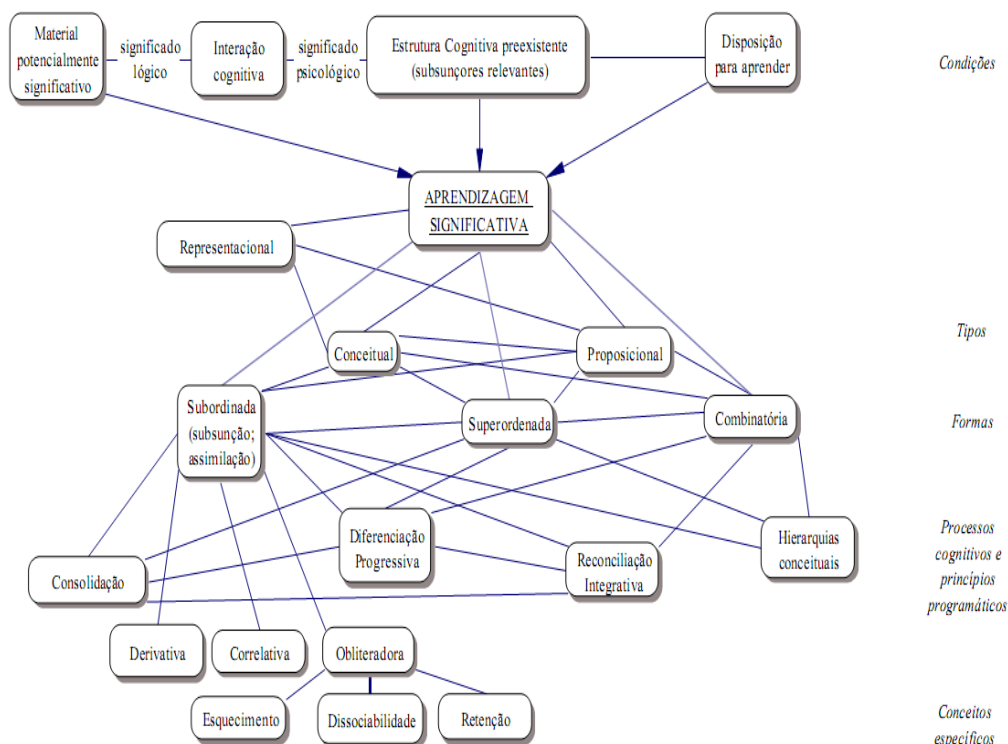 Material
potencialmente
significativo
significado
lógico
Interação
cognitiva
significado
psicológico
Estrutura Cognitiva preexistente
(subsunçores relevantes)
Disposição
para aprender
Condições
APRENDIZAGEM
SIGNIFICATIVA
Representacional
Tipos
Conceitual
Proposicional
Subordinada
(subsunção;
assimilação)
Superordenada
Combinatória
Formas
Consolidação
Diferenciação
Progressiva
Reconciliação
Integrativa
Hierarquias
conceituais
Processos
cognitivos e
princípios
programáticos
Derivativa
Correlativa
Obliteradora
Esquecimento
Dissociabilidade
Retenção
Conceitos
específicos